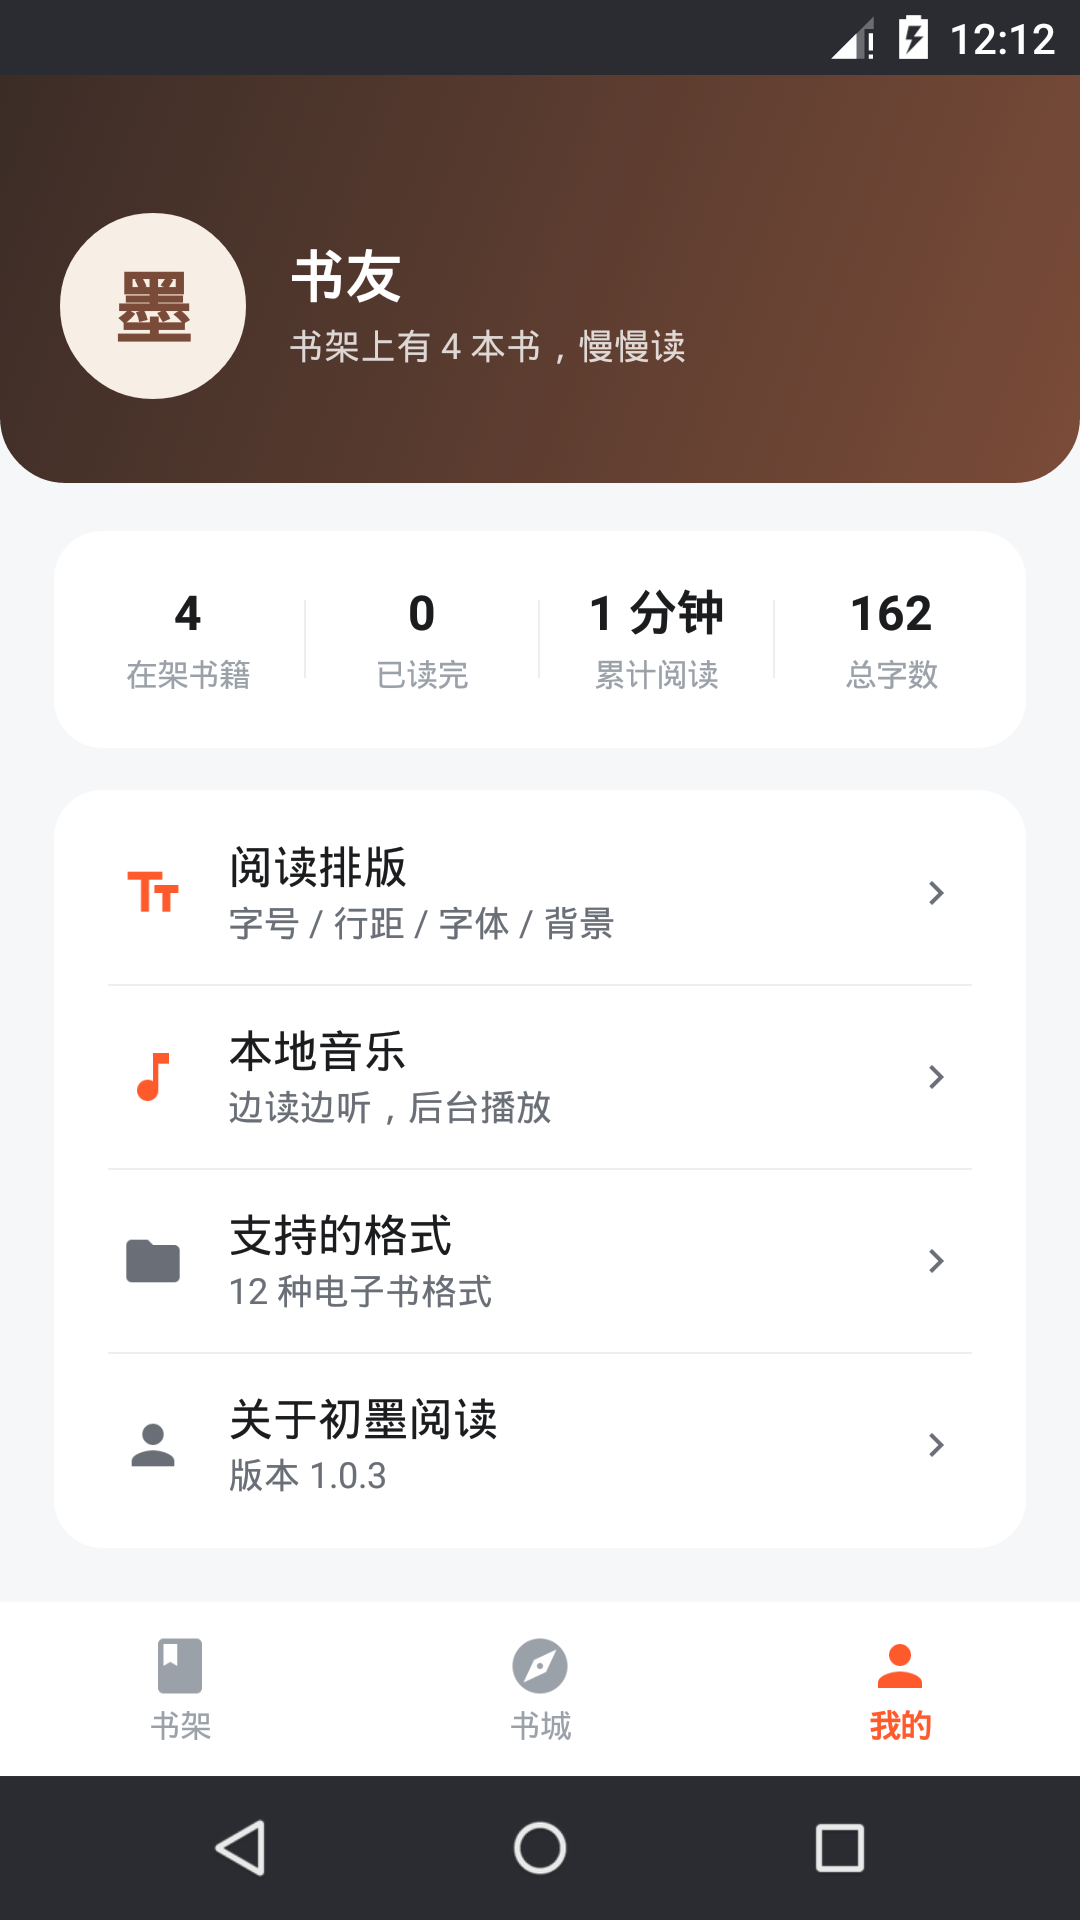 12:12
墨
书友
书架上有 4 本书，慢慢读
4
0
1 分钟
162
在架书籍
已读完
累计阅读
总字数
阅读排版
字号 / 行距 / 字体 / 背景
本地音乐
边读边听，后台播放
支持的格式
12 种电子书格式
关于初墨阅读
版本 1.0.3
书架
书城
我的